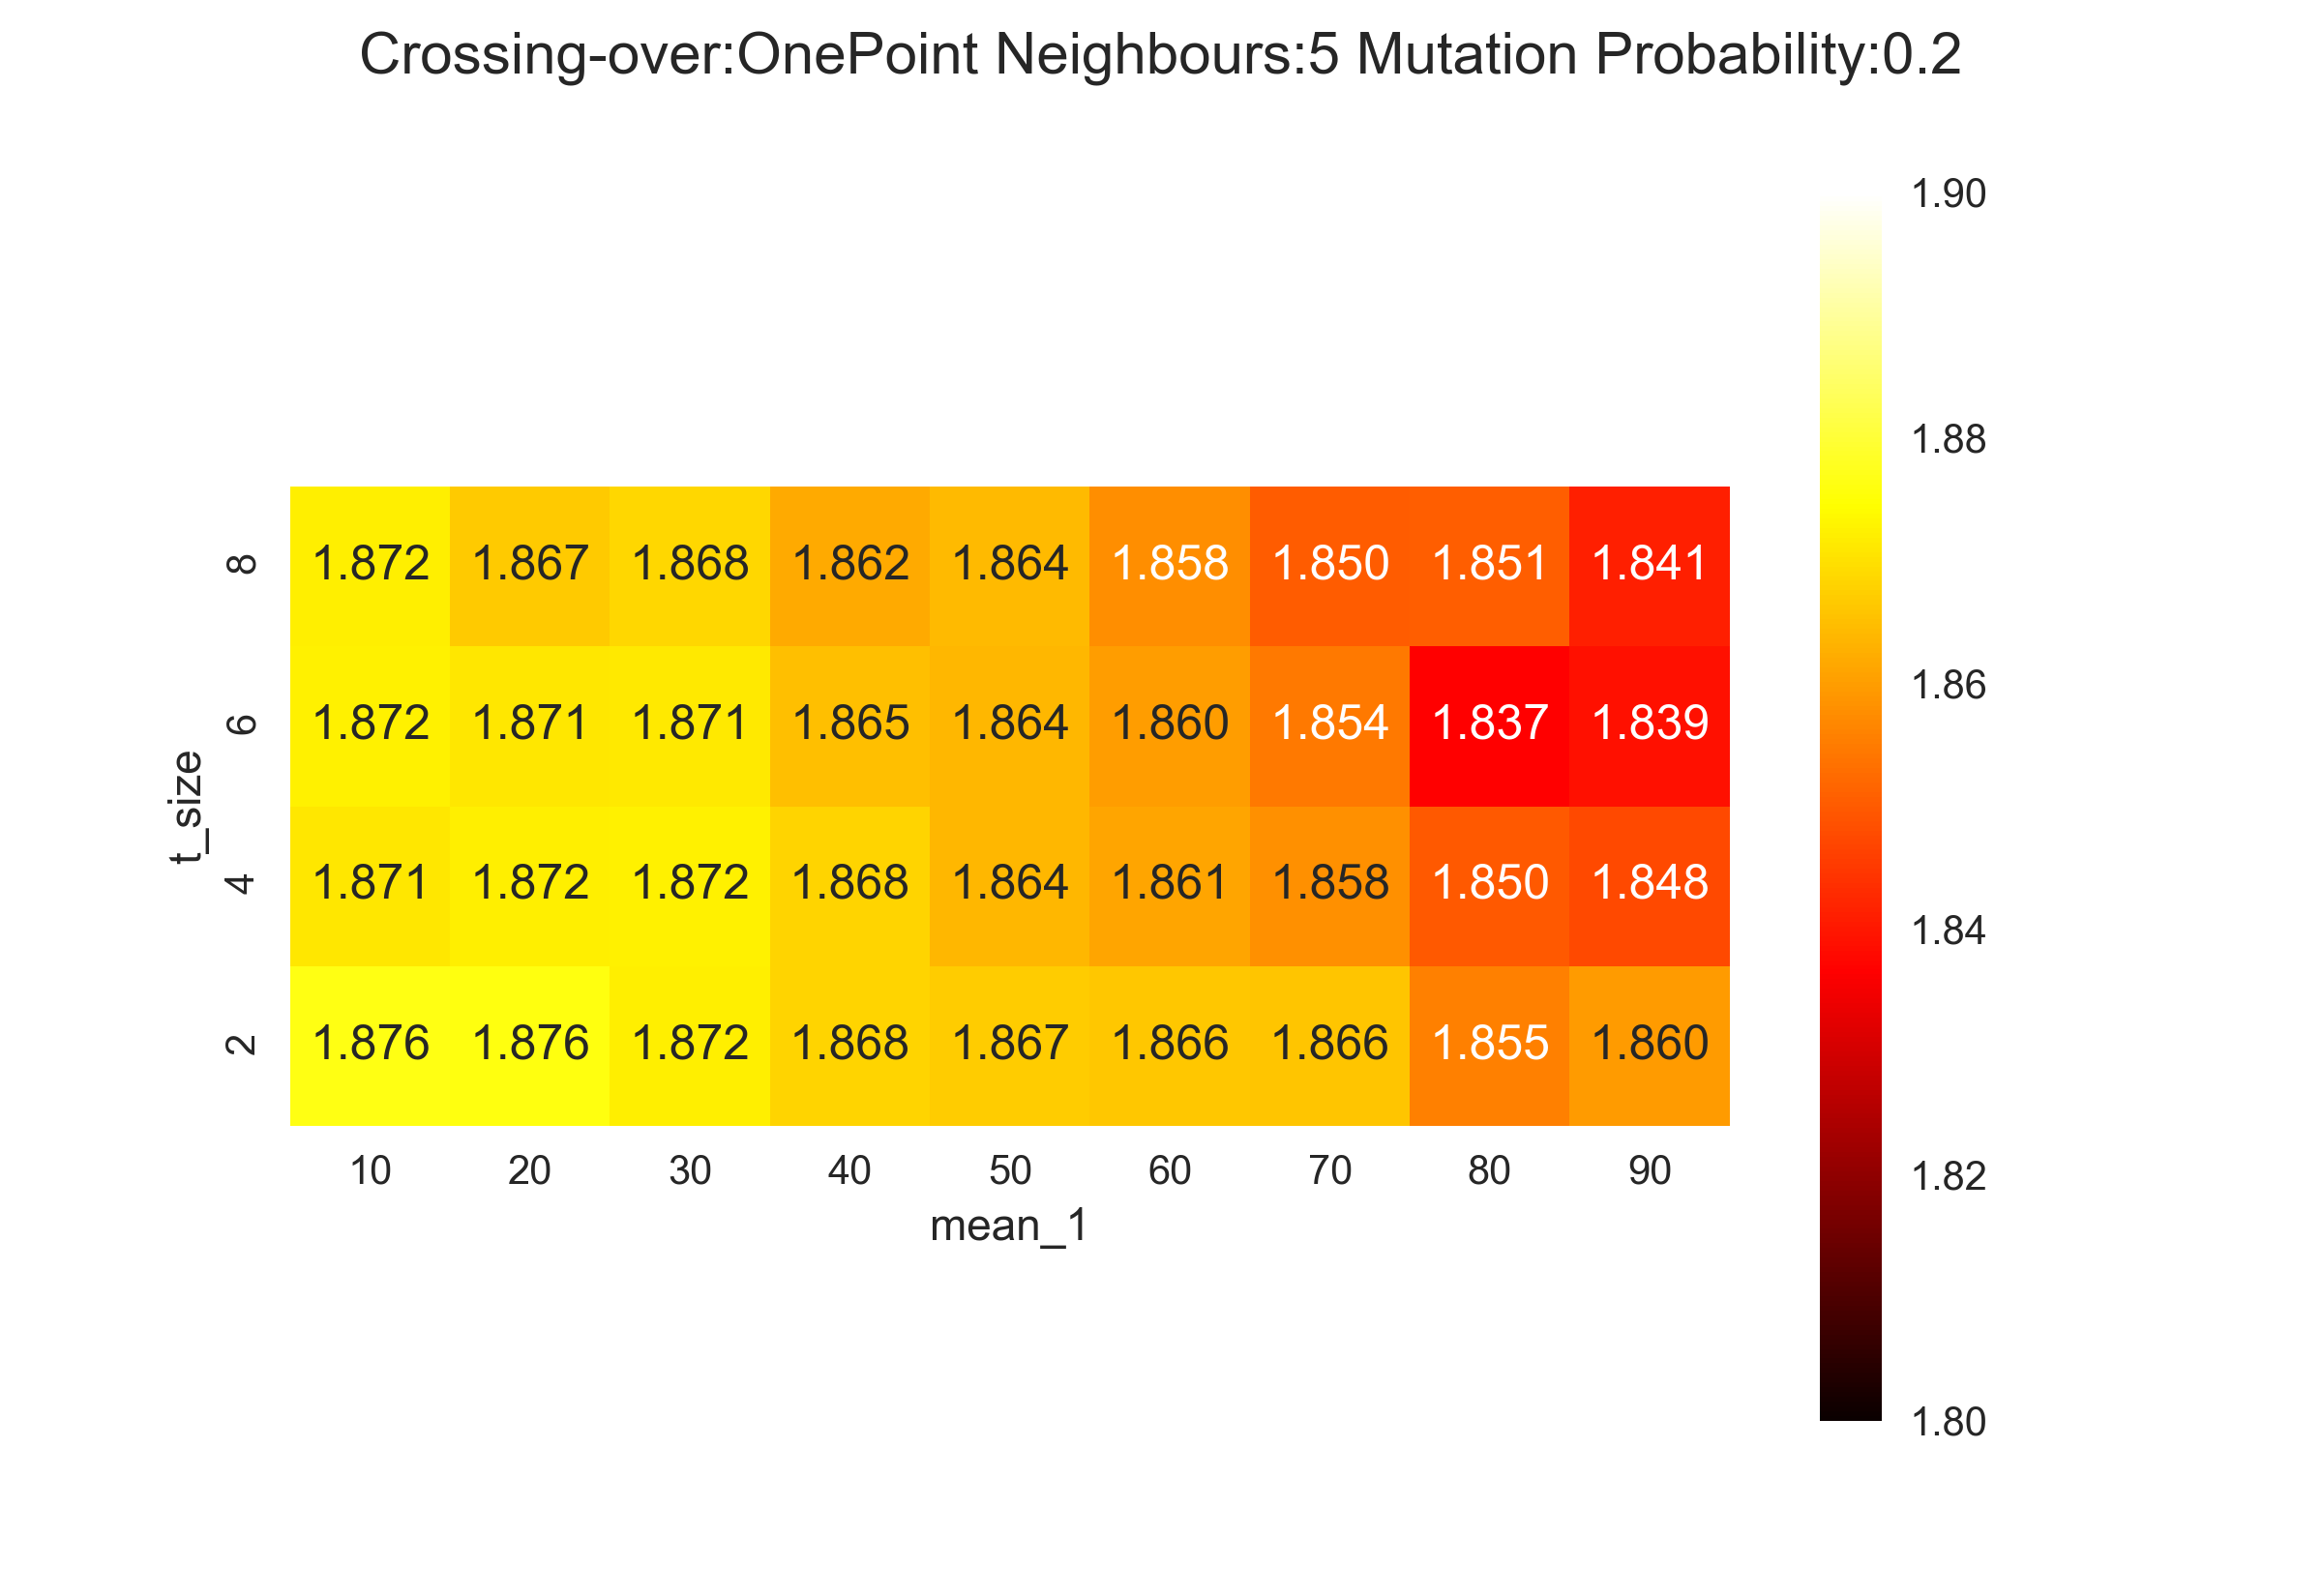 Crossing-over:OnePoint Neighbours:5 Mutation Probability:0.2
8 1.872 1.867 1.868 1.862 1.864 1.858 1.850 1.851 1.841
6 1.872 1.871 1.871 1.865 1.864 1.860 1.854 1.837 1.839
4 1.871 1.872 1.872 1.868 1.864 1.861 1.858 1.850 1.848
2 1.876 1.876 1.872 1.868 1.867 1.866 1.866 1.855 1.860
t_size
10 20 30 40 50 60 70 80 90
mean_1
1.90
1.88
1.86
1.84
1.82
1.80